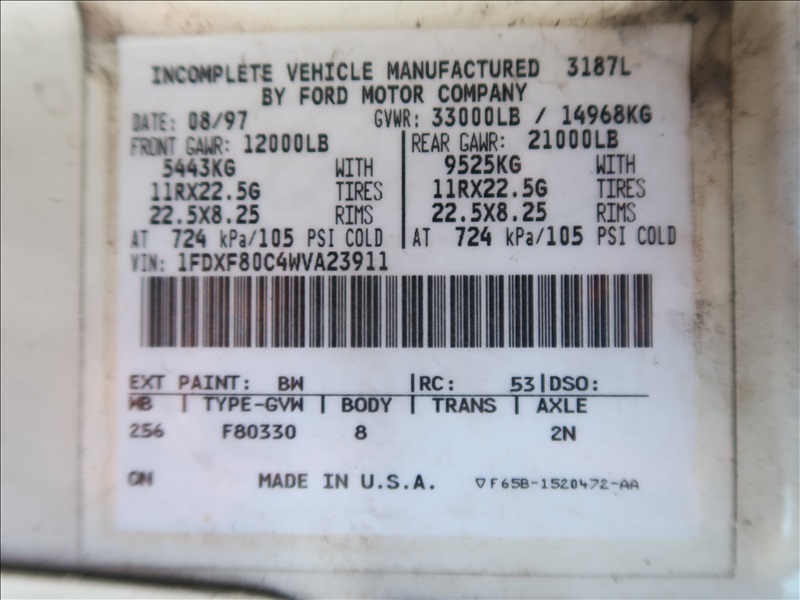 INCOMPLETE VEHICLE MANUFACTURED 3187L
BY FORD MOTOR COMPANY
DATE: 08/97 GVWR: 33000LB / 14968KG
FRONT GAWR: 12000LB REAR GAWR: 21000LB
5443KG WITH 9525KG WITH
11RX22.5G TIRES 11RX22.5G TIRES
22.5X8.25 RIMS 22.5X8.25 RIMS
AT 724 kPa/105 PSI COLD AT 724 kPa/105 PSI COLD
VIN: 1FDXF80C4WVA23911
EXT PAINT: BW |RC: 53|DSO:
WB | TYPE-GVW | BODY | TRANS | AXLE
256 F80330 8 2N
MADE IN U.S.A. ▽F65B-1520472-AA